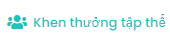 Khen thưởng tập thể